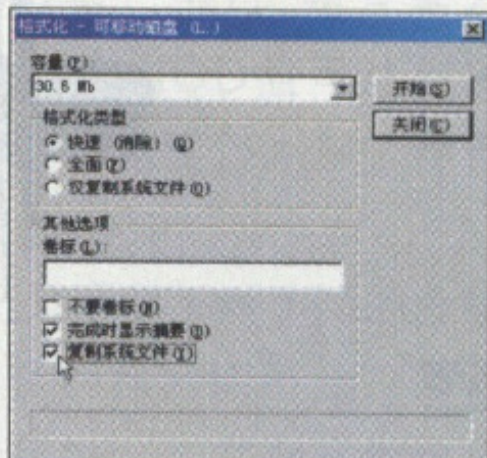 格式化 - 可移动磁盘 (L:)
容量(P)
30.6 Mb
开始(S)
关闭(C)
格式化类型
快速 (消除) (Q)
全面(F)
仅复制系统文件(O)
其他选项
卷标(L):
不要卷标(N)
完成时显示摘要(D)
复制系统文件(Y)